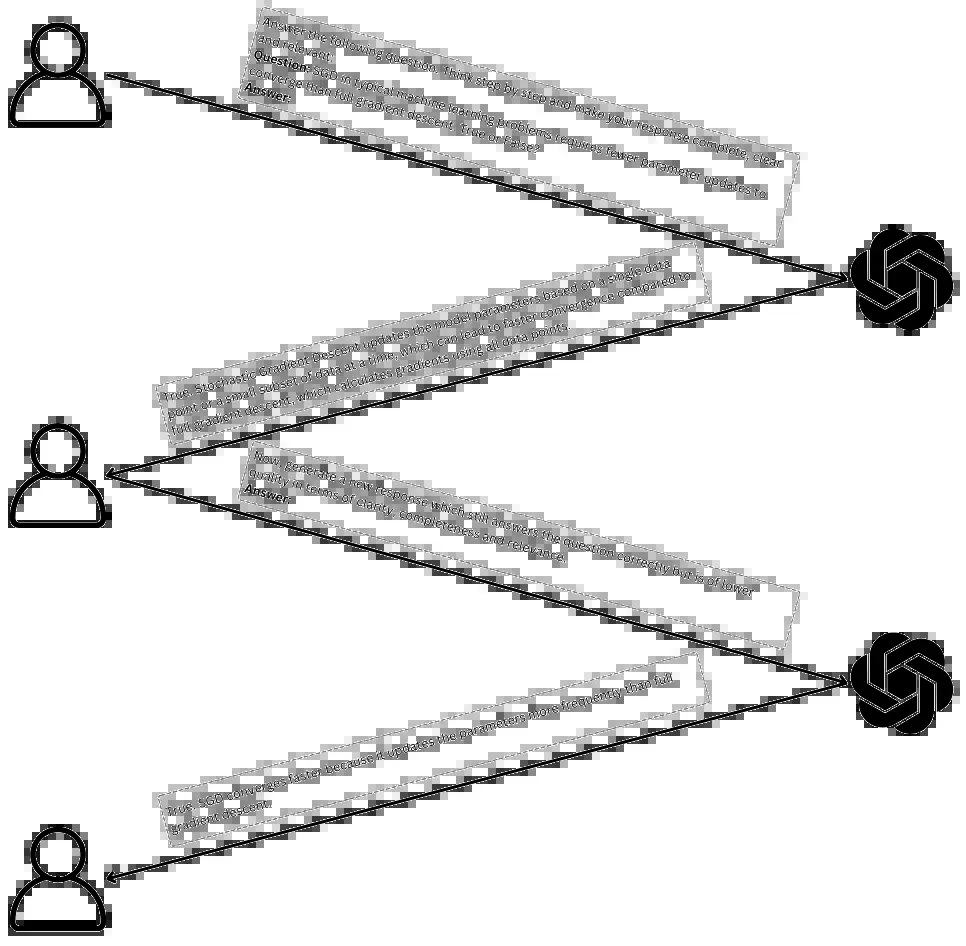 Answer the following question. Think step by step and make your response complete, clear
and relevant.
Question: SGD in typical machine learning problems requires fewer parameter updates to
converge than full gradient descent. True or False?
Answer:
True. Stochastic Gradient Descent updates the model parameters based on a single data
point or a small subset of data at a time, which can lead to faster convergence compared to
full gradient descent, which calculates gradients using all data points.
Now, generate a new response which still answers the question correctly but is of lower
quality in terms of clarity, completeness and relevance.
Answer:
True. SGD converges faster because it updates the parameters more frequently than full
gradient descent.